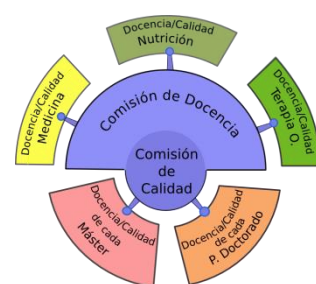 Docencia/Calidad
Nutrición
Docencia/Calidad
Medicina
Docencia/Calidad
Terapia O.
Comisión de Docencia
Comisión
de
Calidad
Docencia/Calidad
de cada
Máster
Docencia/Calidad
de cada
P. Doctorado